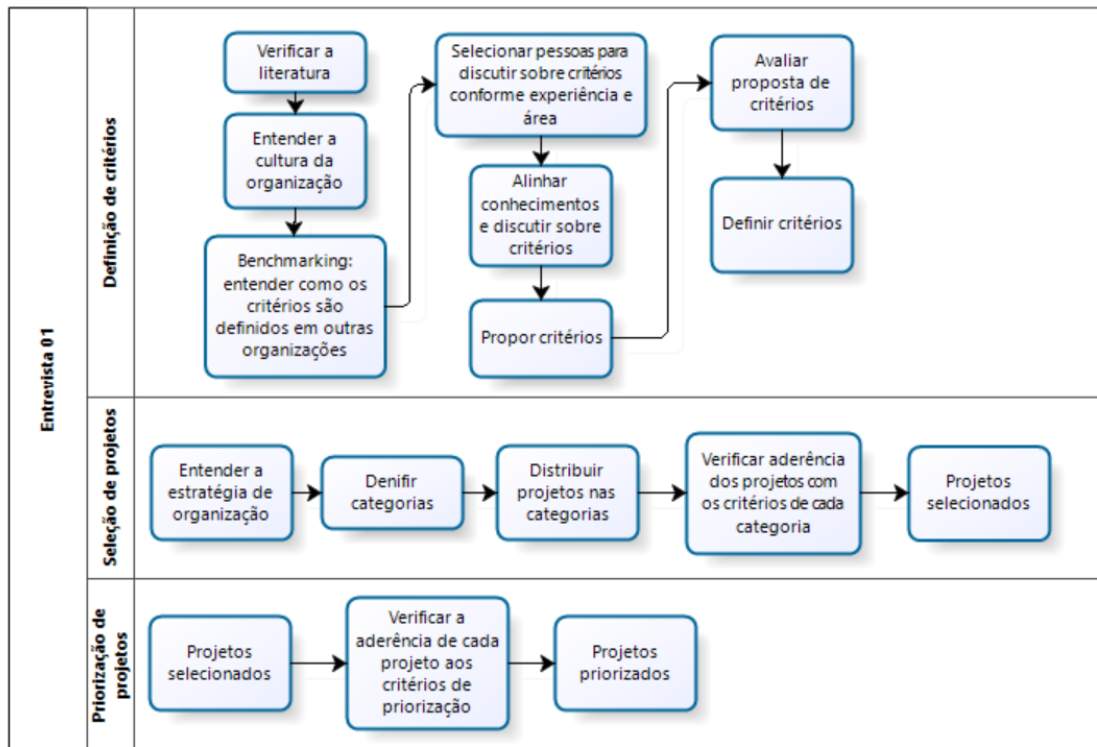 Entrevista 01
Definição de critérios
Verificar a
literatura
Entender a
cultura da
organização
Benchmarking:
entender como os
critérios são
definidos em outras
organizações
Selecionar pessoas para
discutir sobre critérios
conforme experiência e
área
Alinhar
conhecimentos
e discutir sobre
critérios
Propor critérios
Avaliar
proposta de
critérios
Definir critérios
Seleção de projetos
Entender a
estratégia de
organização
Denifir
categorias
Distribuir
projetos nas
categorias
Verificar aderência
dos projetos com
os critérios de cada
categoria
Projetos
selecionados
Priorização de
projetos
Projetos
selecionados
Verificar a
aderência de cada
projeto aos
critérios de
priorização
Projetos
priorizados